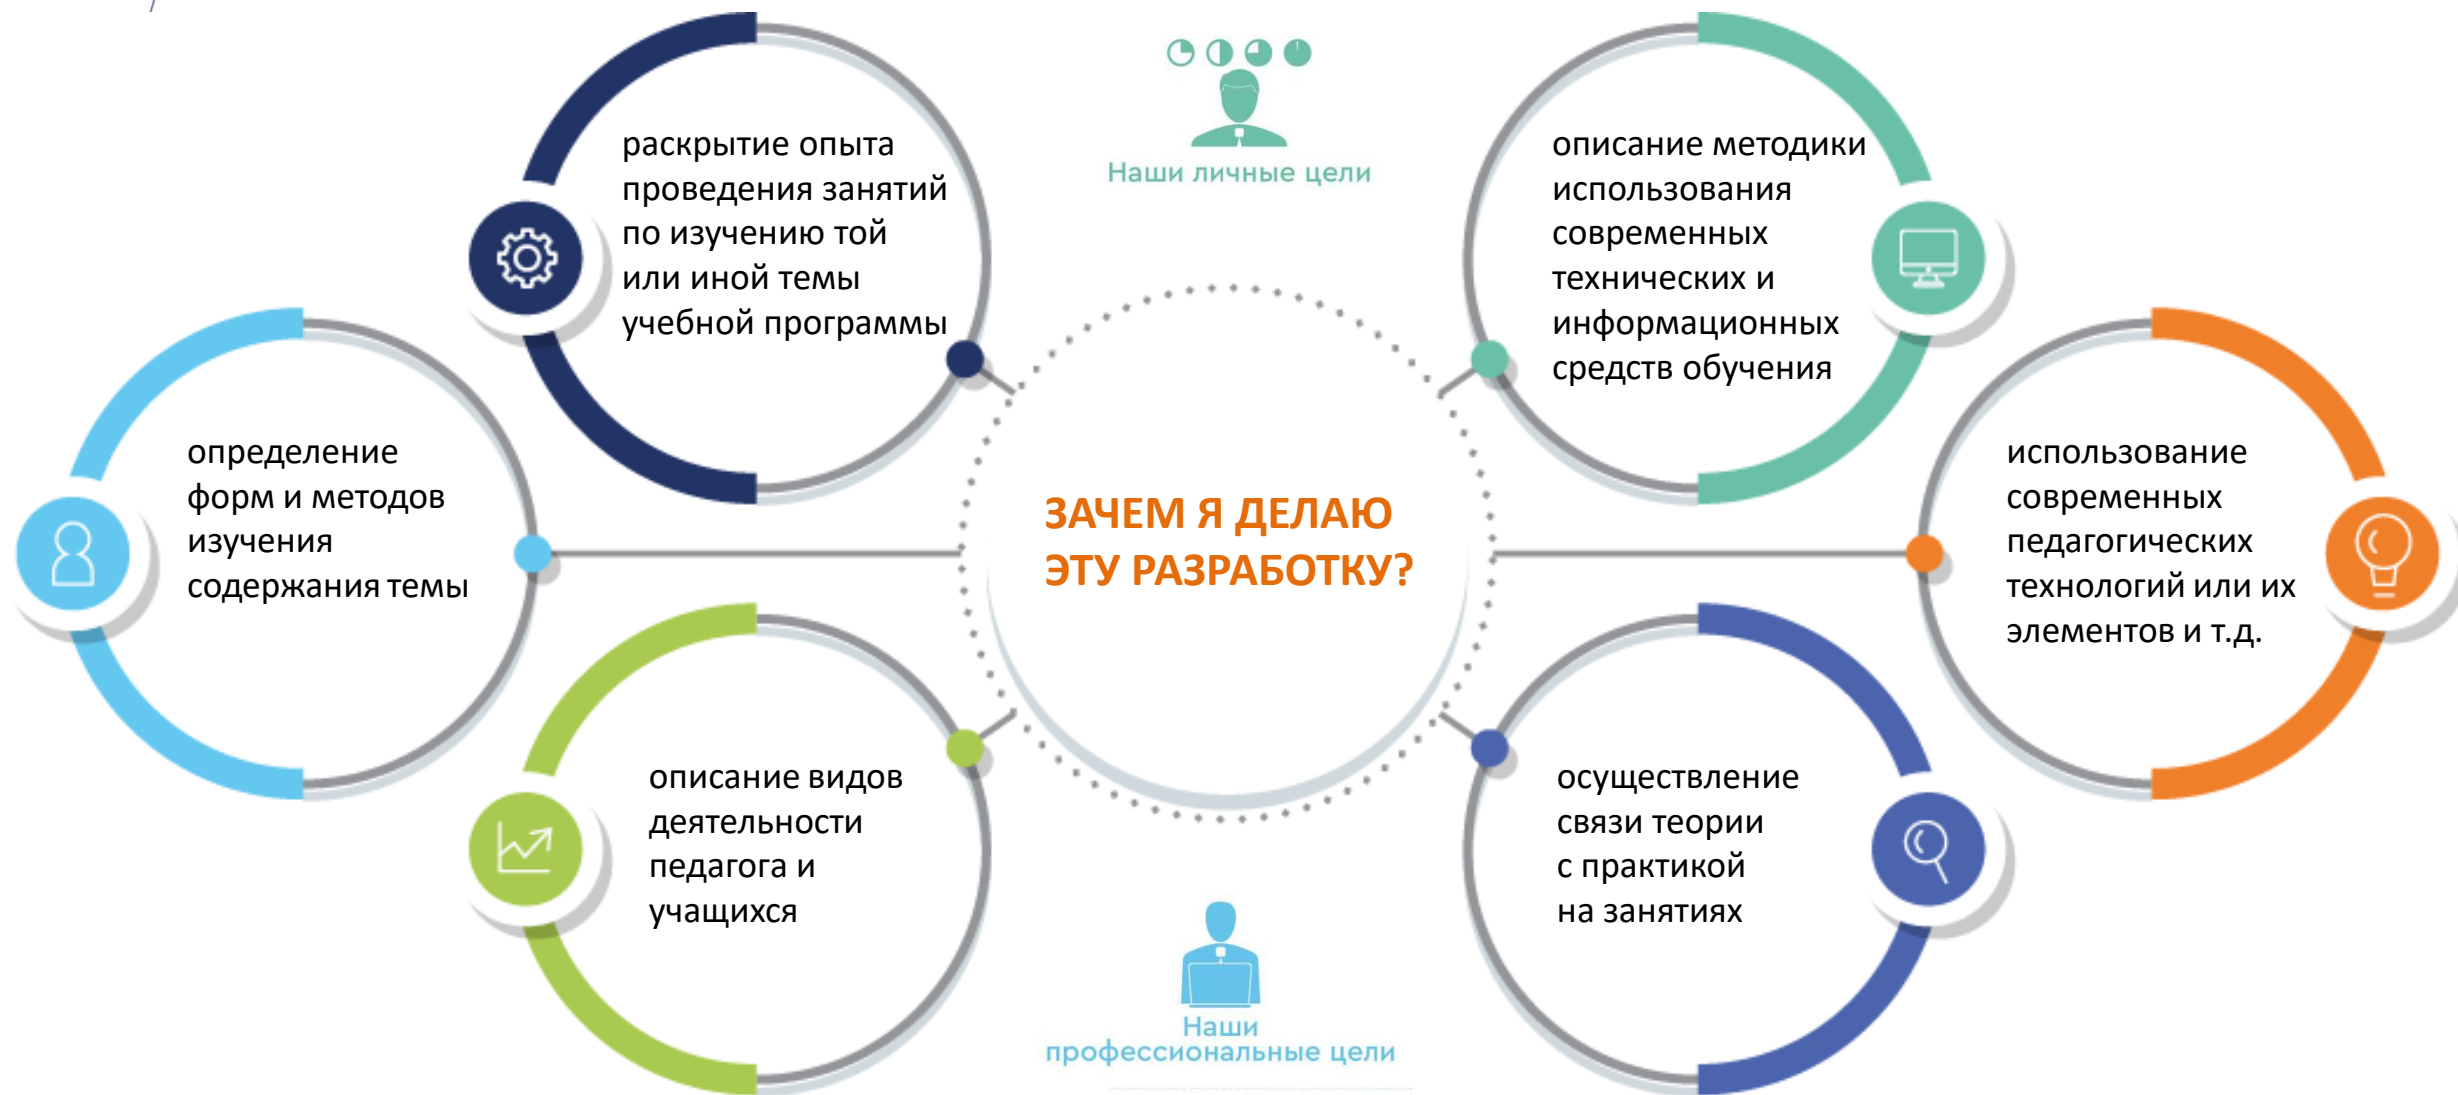 раскрытие опыта
проведения занятий
по изучению той
или иной темы
учебной программы
Наши личные цели
описание методики
использования
современных
технических и
информационных
средств обучения
определение
форм и методов
изучения
содержания темы
ЗАЧЕМ Я ДЕЛАЮ
ЭТУ РАЗРАБОТКУ?
использование
современных
педагогических
технологий или их
элементов и т.д.
описание видов
деятельности
педагога и
учащихся
осуществление
связи теории
с практикой
на занятиях
Наши
профессиональные цели